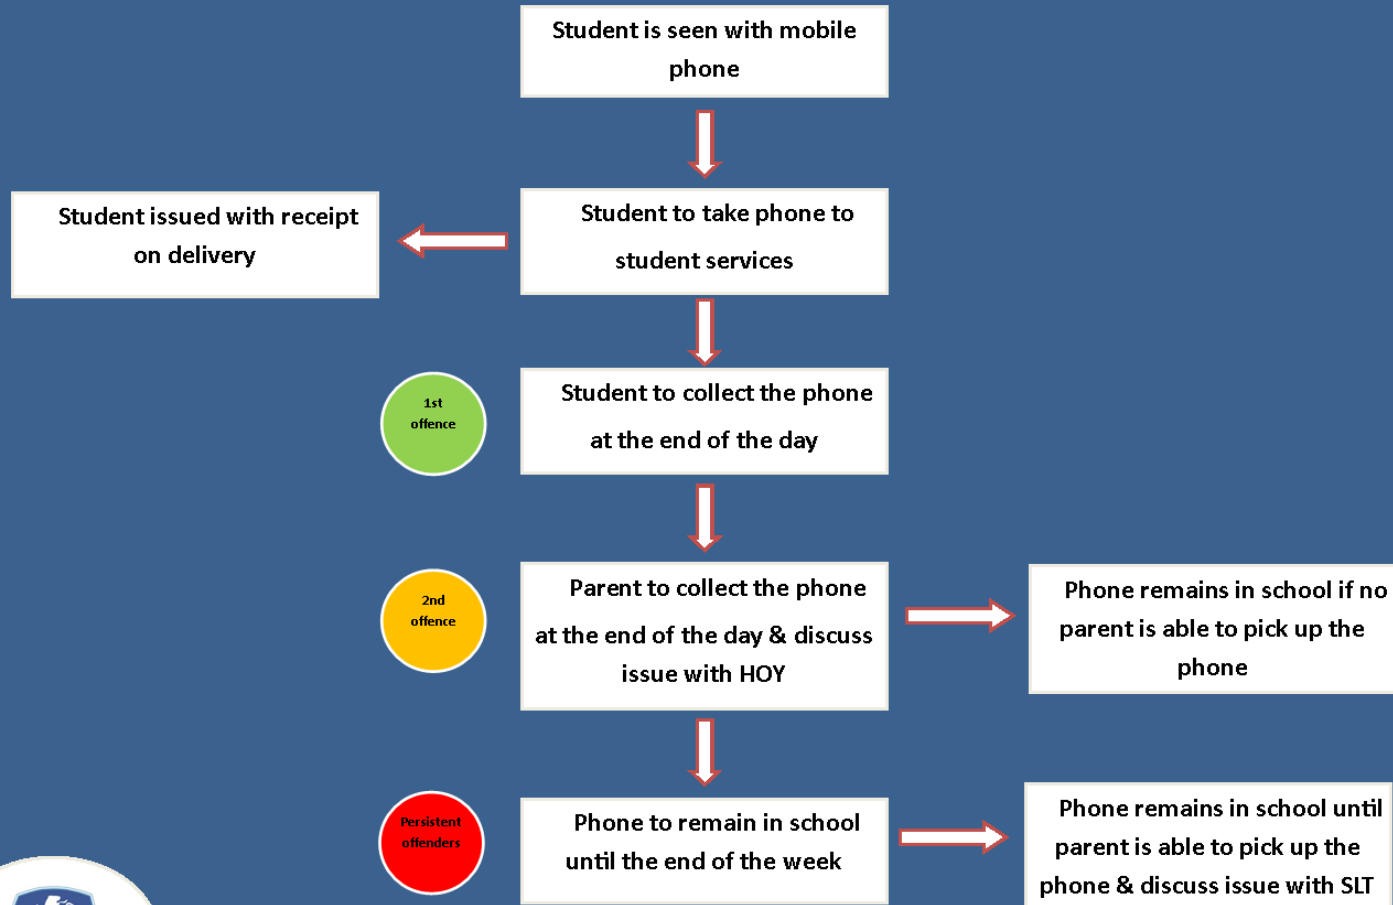 Student is seen with mobile
phone
Student issued with receipt
on delivery
Student to take phone to
student services
1st
offence
Student to collect the phone
at the end of the day
2nd
offence
Parent to collect the phone
at the end of the day & discuss
issue with HOY
Phone remains in school if no
parent is able to pick up the
phone
Persistent
offenders
Phone to remain in school
until the end of the week
Phone remains in school until
parent is able to pick up the
phone & discuss issue with SLT